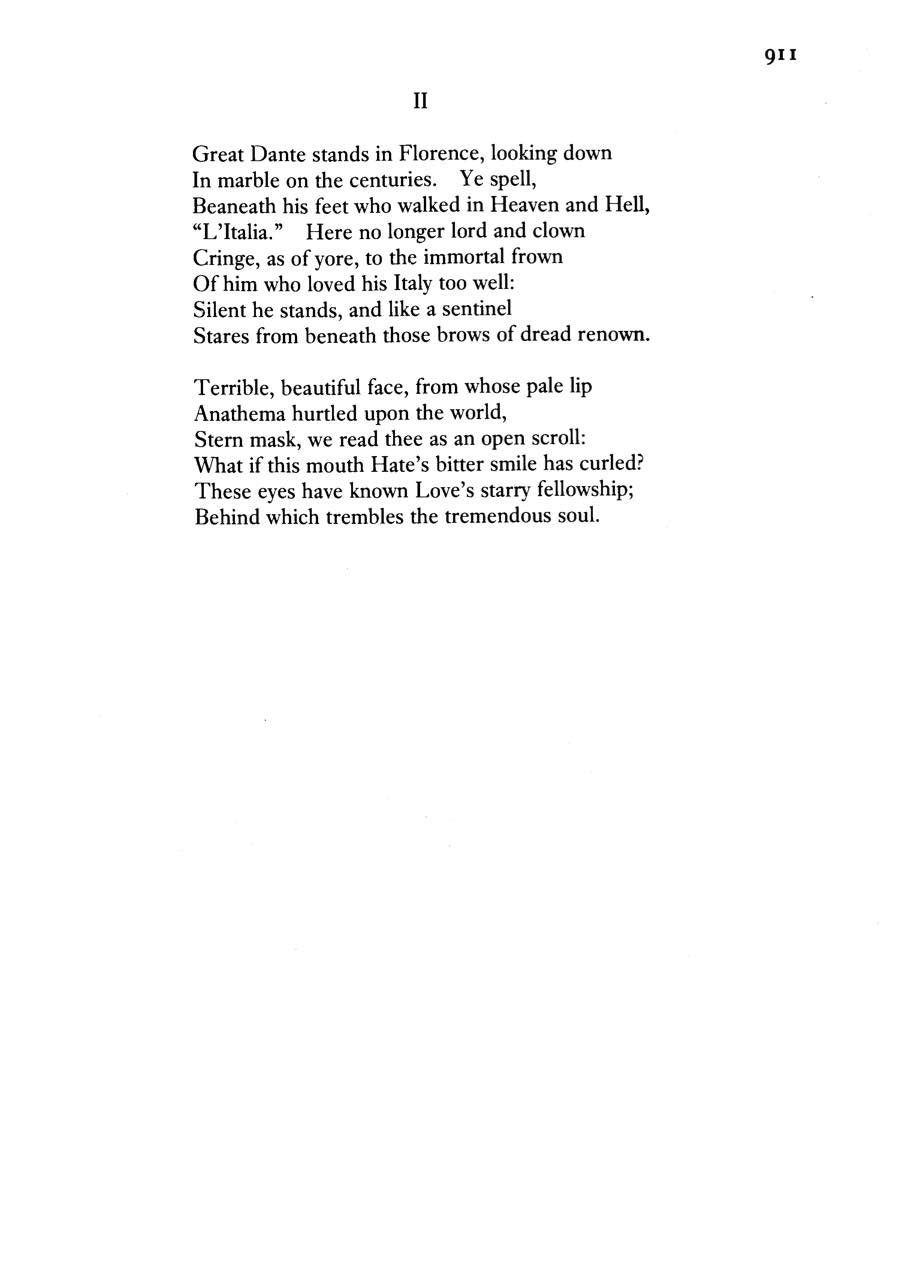 911
II
Great Dante stands in Florence, looking down
In marble on the centuries. Ye spell,
Beaneath his feet who walked in Heaven and Hell,
“L’Italia.” Here no longer lord and clown
Cringe, as of yore, to the immortal frown
Of him who loved his Italy too well:
Silent he stands, and like a sentinel
Stares from beneath those brows of dread renown.
Terrible, beautiful face, from whose pale lip
Anathema hurtled upon the world,
Stern mask, we read thee as an open scroll:
What if this mouth Hate’s bitter smile has curled?
These eyes have known Love’s starry fellowship;
Behind which trembles the tremendous soul.